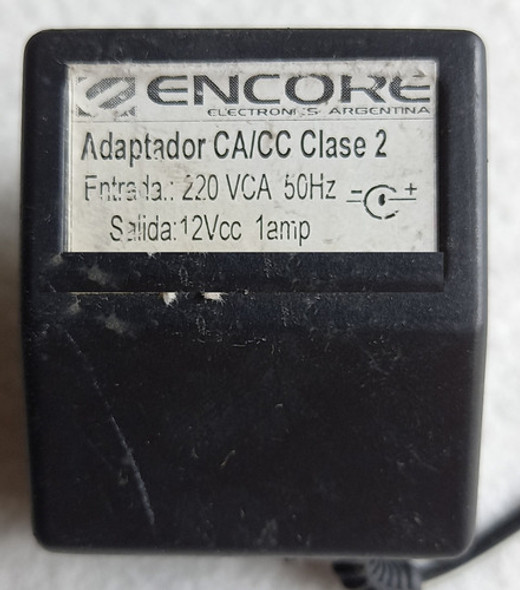 ENCORE
ELECTRONICS ARGENTINA
Adaptador CA/CC Clase 2
Entrada.: 220 VCA 50Hz - +
Salida:12Vcc 1amp